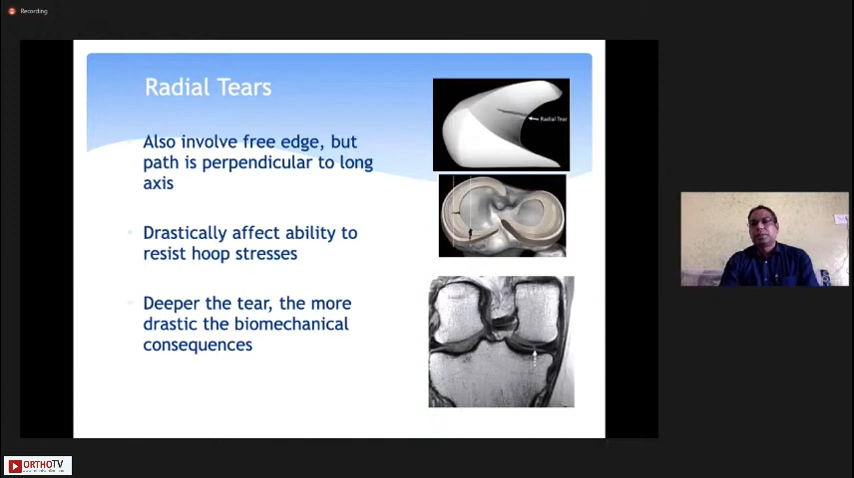 Recording
Radial Tears
Also involve free edge, but
path is perpendicular to long
axis
Drastically affect ability to
resist hoop stresses
Deeper the tear, the more
drastic the biomechanical
consequences
Radial Tear
ORTHOTV